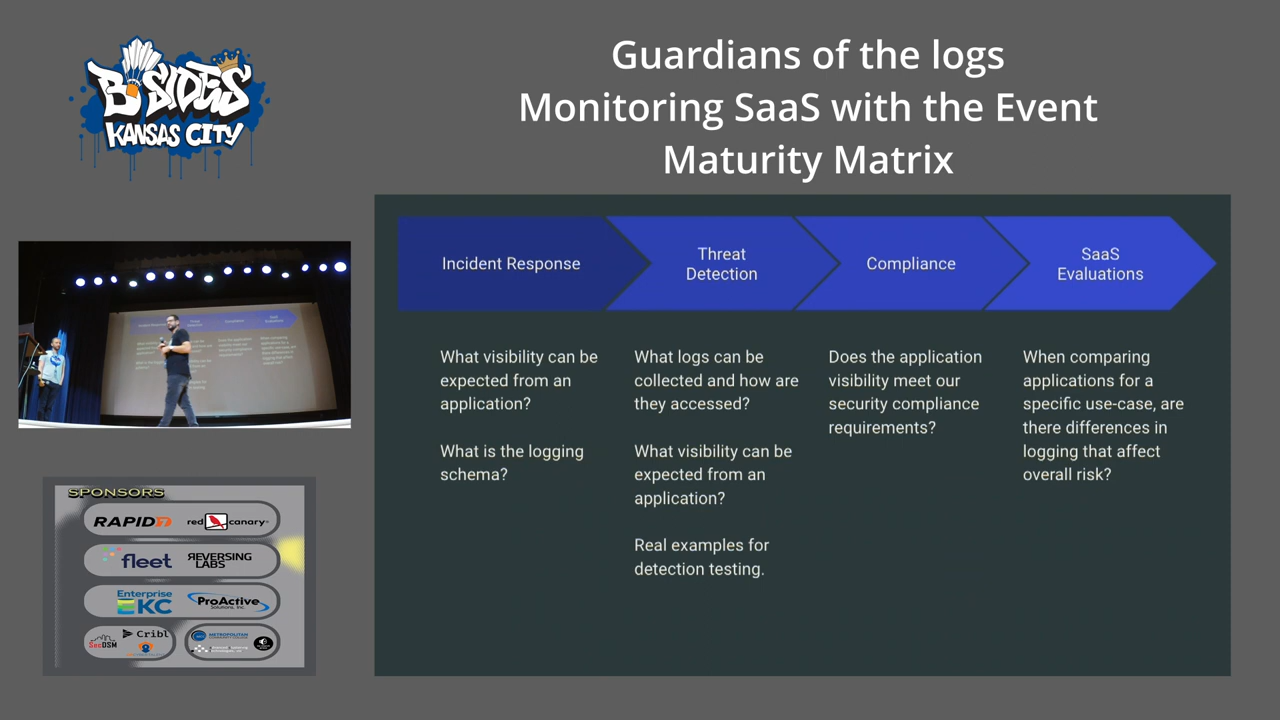 B SIDES
KANSAS CITY
Guardians of the logs
Monitoring SaaS with the Event
Maturity Matrix
Incident Response
Threat
Detection
Compliance
SaaS
Evaluations
What visibility can be
expected from an
application?
What is the logging
schema?
What logs can be
collected and how are
they accessed?
What visibility can be
expected from an
application?
Real examples for
detection testing.
Does the application
visibility meet our
security compliance
requirements?
When comparing
applications for a
specific use-case, are
there differences in
logging that affect
overall risk?
SPONSORS
RAPID7
red canary
fleet
REVERSING
LABS
Enterprise
KC
ProActive
Solutions, Inc.
SecDSM
Cribl
METROPOLITAN